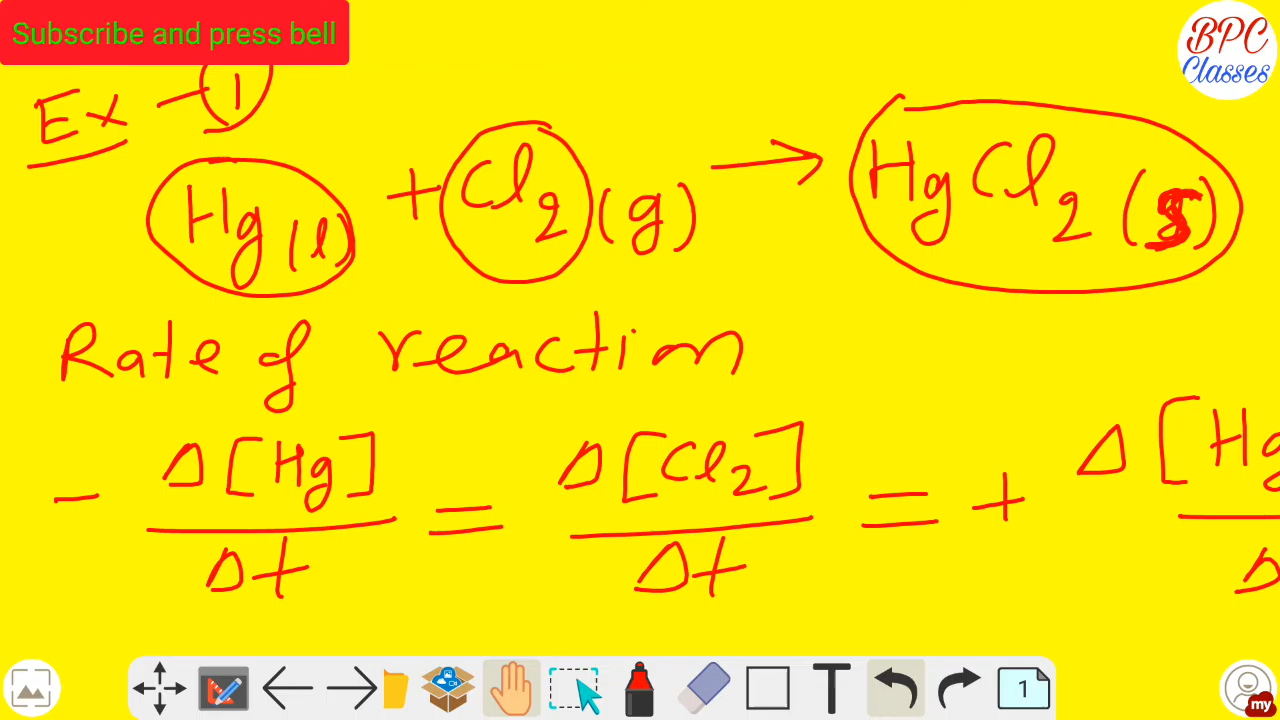 Subscribe and press bell
BPC
Classes
Ex - 1
Hg(l) + Cl2(g) → HgCl2(s)
Rate of reaction
- Δ[Hg]/Δt = Δ[Cl2]/Δt = + Δ[Hg
T
1
my